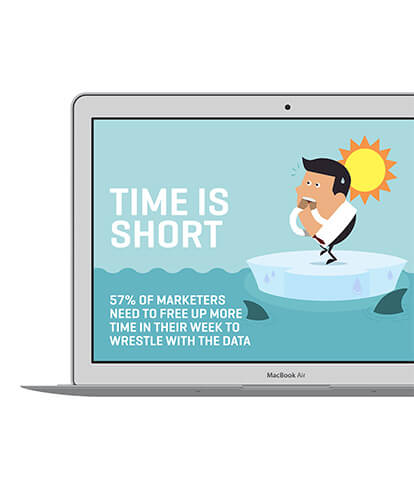 TIME IS
SHORT
57% OF MARKETERS
NEED TO FREE UP MORE
TIME IN THEIR WEEK TO
WRESTLE WITH THE DATA
MacBook Air